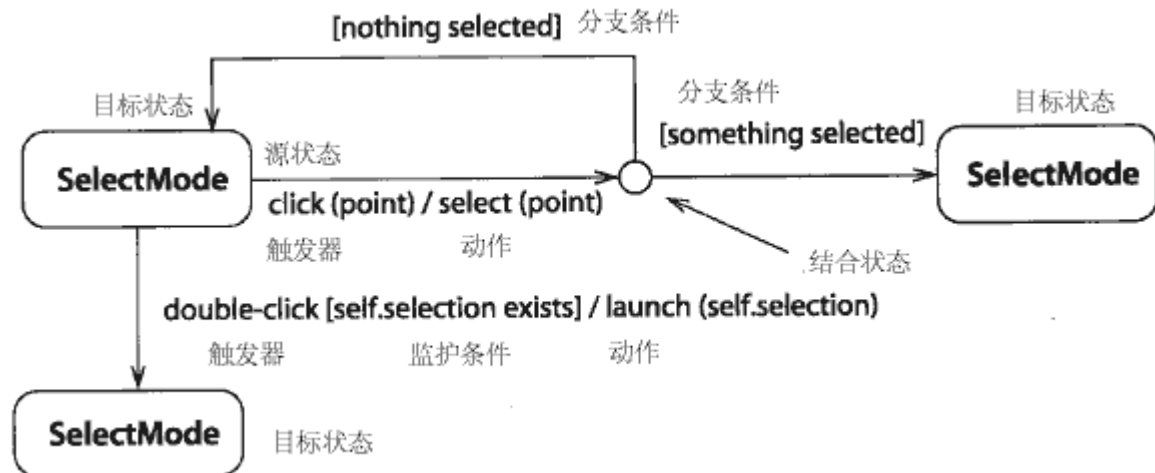 [nothing selected] 分支条件
分支条件
目标状态
目标状态
[something selected]
源状态
SelectMode
SelectMode
click (point) / select (point)
触发器 动作
结合状态
double-click [self.selection exists] / launch (self.selection)
触发器 监护条件 动作
SelectMode
目标状态